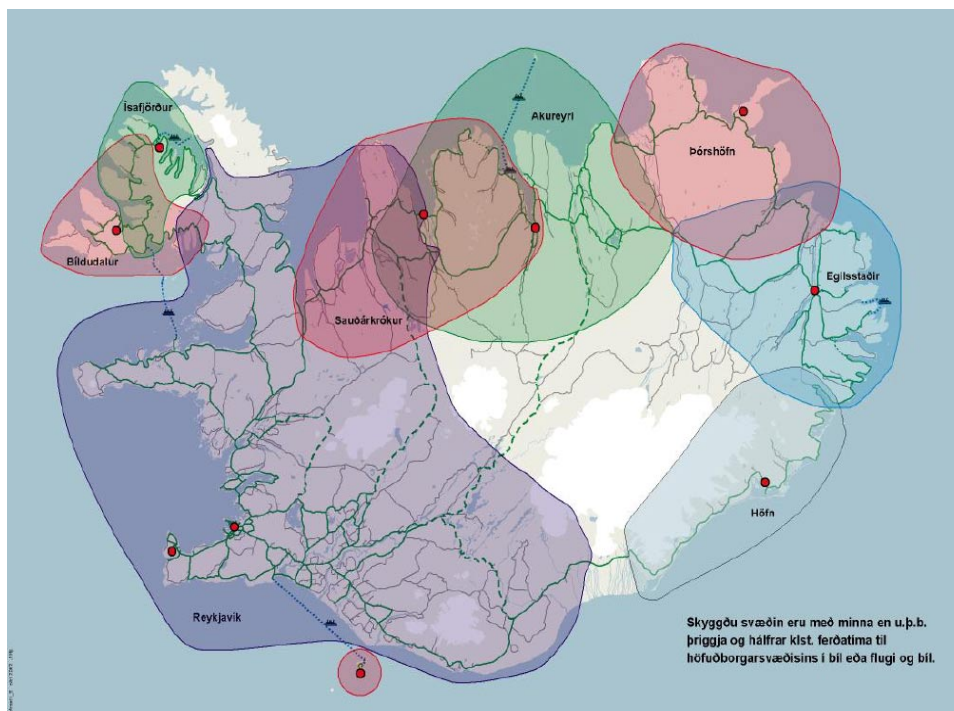 Ísafjörður
Akureyri
Þórshöfn
Bíldudalur
Egilsstaðir
Sauðárkrókur
Höfn
Reykjavík
Skyggðu svæðin eru með minna en u.þ.b.
þriggja og hálfrar klst. ferðatíma til
höfuðborgarsvæðisins í bíl eða flugi og bíl.